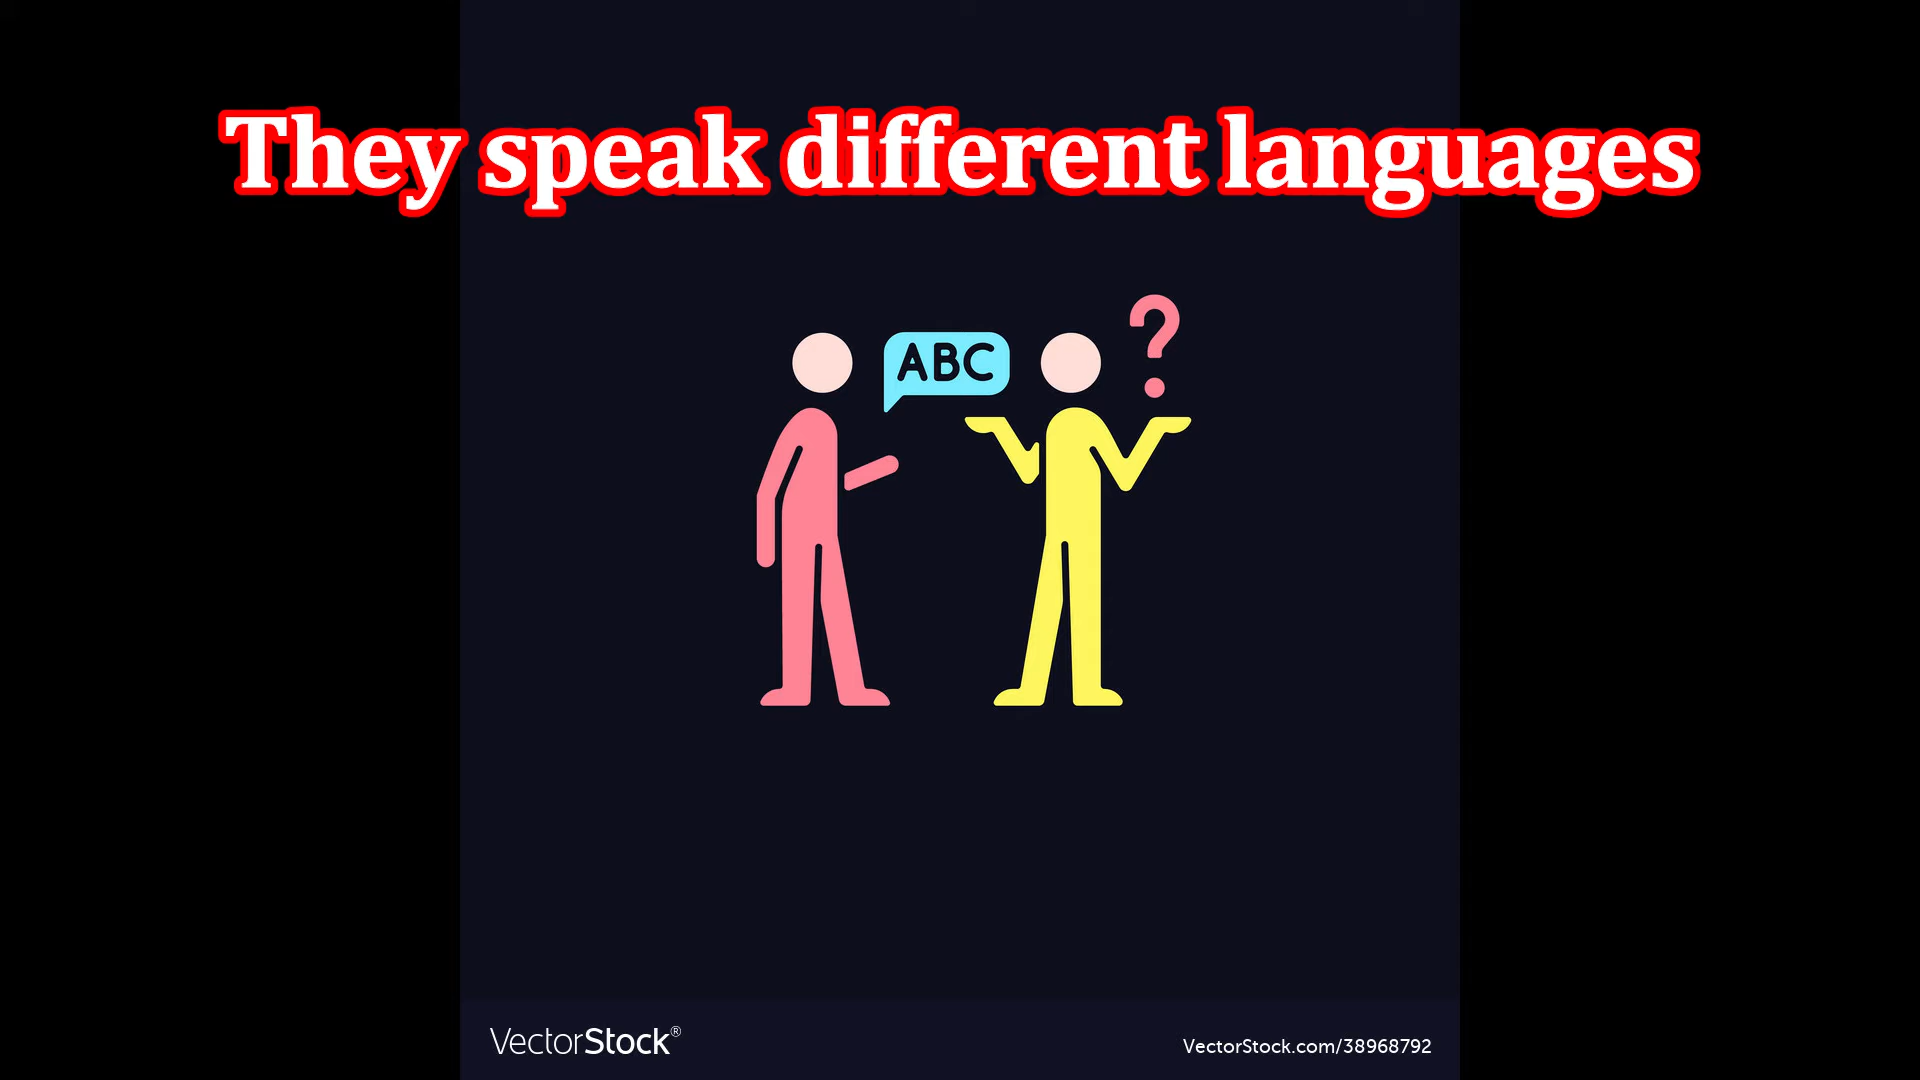 They speak different languages
?
ABC
VectorStock®
VectorStock.com/38968792